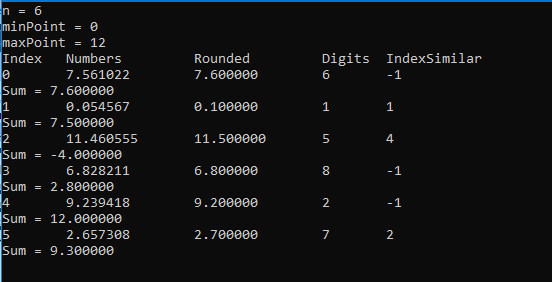 n = 6
minPoint = 0
maxPoint = 12
Index Numbers Rounded Digits IndexSimilar
0 7.561022 7.600000 6 -1
Sum = 7.600000
1 0.054567 0.100000 1 1
Sum = 7.500000
2 11.460555 11.500000 5 4
Sum = -4.000000
3 6.828211 6.800000 8 -1
Sum = 2.800000
4 9.239418 9.200000 2 -1
Sum = 12.000000
5 2.657308 2.700000 7 2
Sum = 9.300000